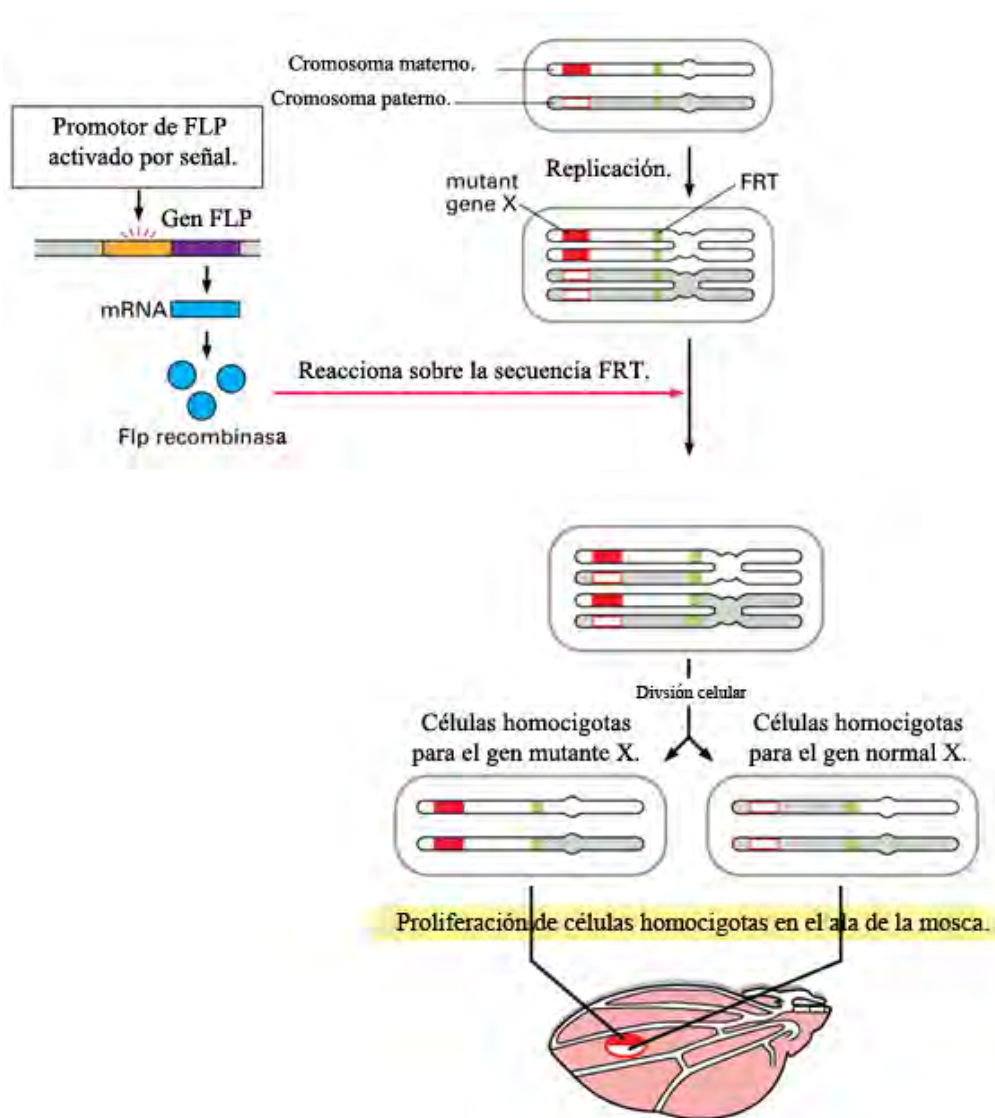 Cromosoma materno.
Cromosoma paterno.
Promotor de FLP
activado por señal.
Replicación.
mutant
gene X
FRT
Gen FLP
mRNA
Reacciona sobre la secuencia FRT.
Flp recombinasa
Divsión celular
Células homocigotas
para el gen mutante X.
Células homocigotas
para el gen normal X.
Proliferación de células homocigotas en el ala de la mosca.